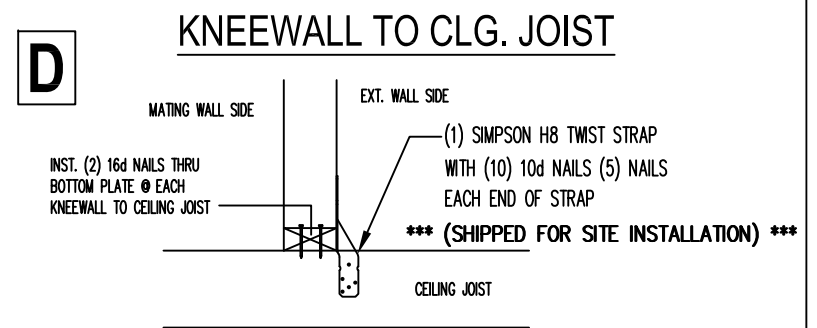 D
KNEEWALL TO CLG. JOIST
MATING WALL SIDE
EXT. WALL SIDE
(1) SIMPSON H8 TWIST STRAP
WITH (10) 10d NAILS (5) NAILS
EACH END OF STRAP
*** (SHIPPED FOR SITE INSTALLATION) ***
INST. (2) 16d NAILS THRU
BOTTOM PLATE @ EACH
KNEEWALL TO CEILING JOIST
CEILING JOIST